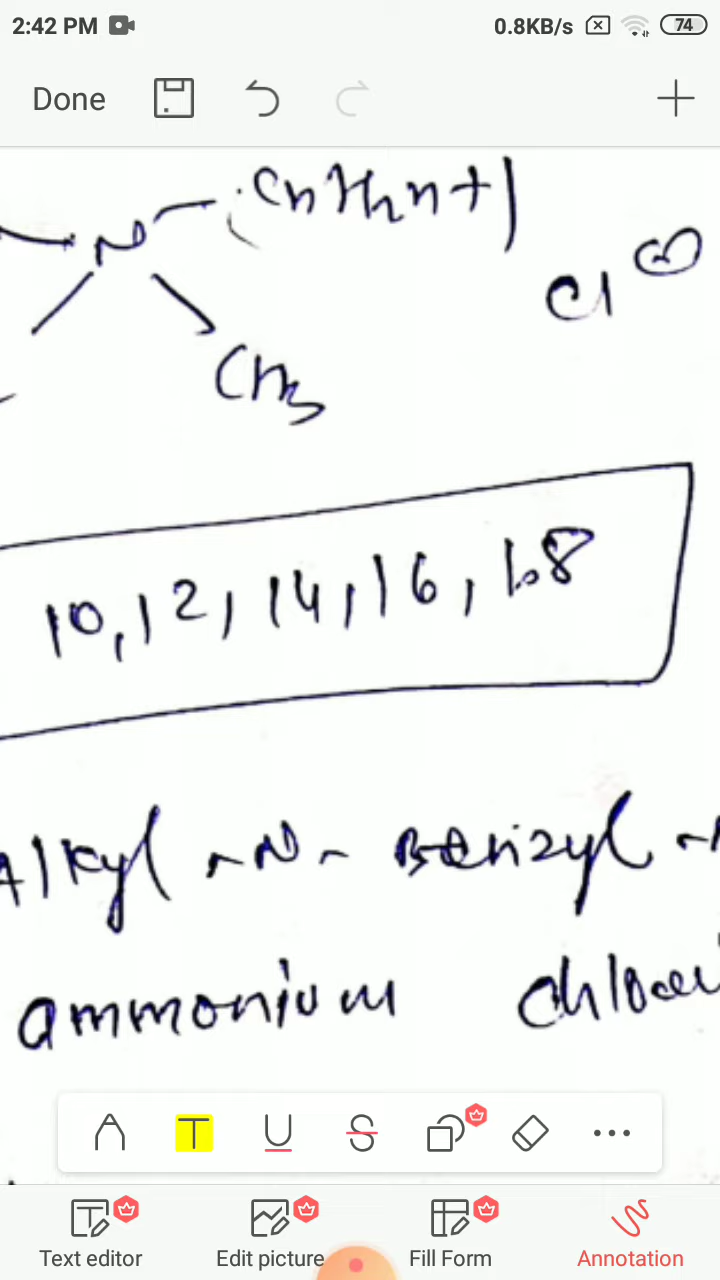 2:42 PM 0.8KB/s 74
Done
N (CnH2n+1
Cl
CH3
10, 12, 14, 16, 18
Alkyl - N - Benzyl -
ammonium
Text editor Edit picture Fill Form Annotation